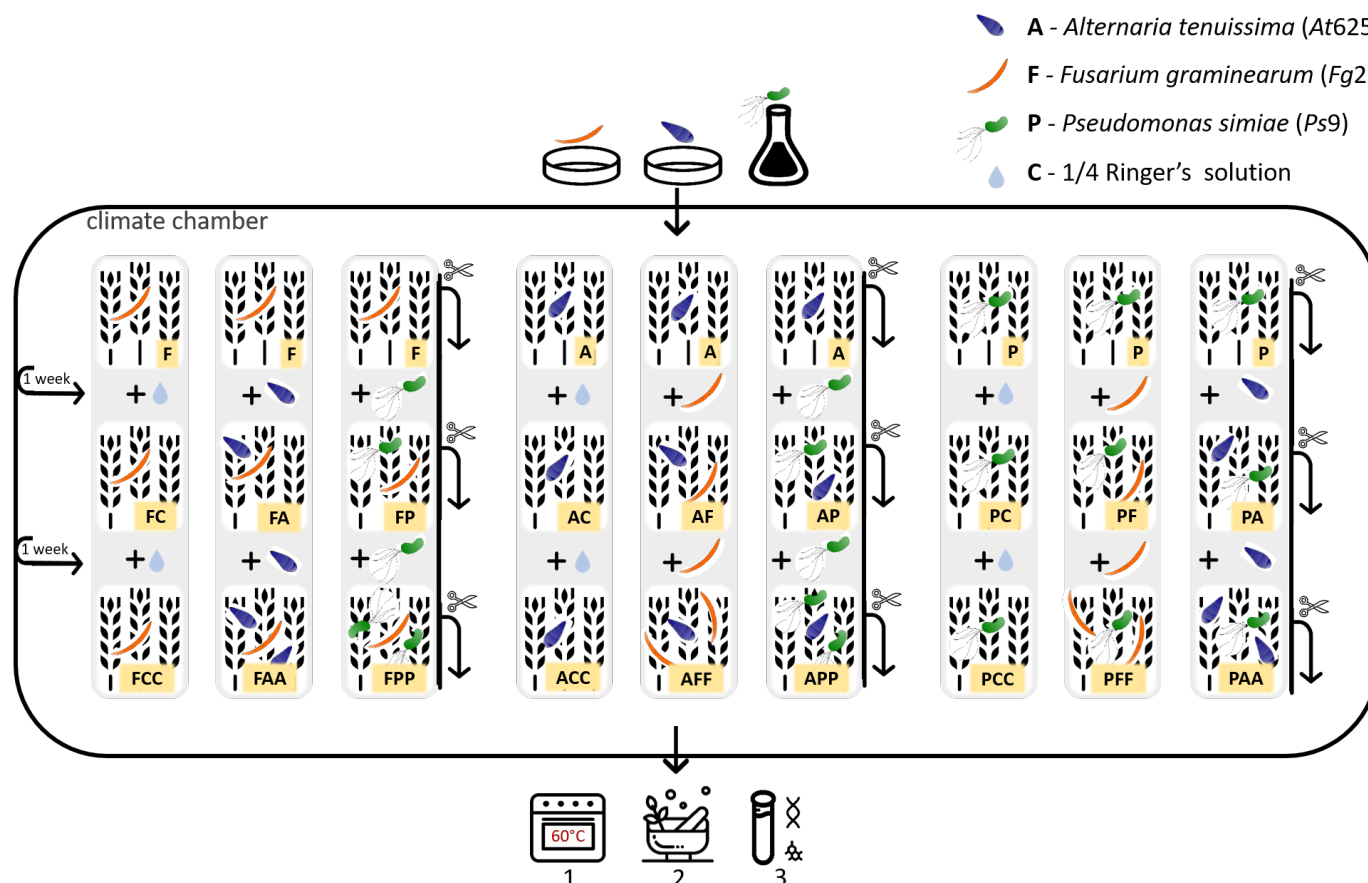 A - Alternaria tenuissima (At625
F - Fusarium graminearum (Fg2
P - Pseudomonas simiae (Ps9)
C - 1/4 Ringer’s solution
climate chamber
F F F A A A P P P
1 week + + + + + + + + +
FC FA FP AC AF AP PC PF PA
1 week + + + + + + + + +
FCC FAA FPP ACC AFF APP PCC PFF PAA
60°C
1 2 3